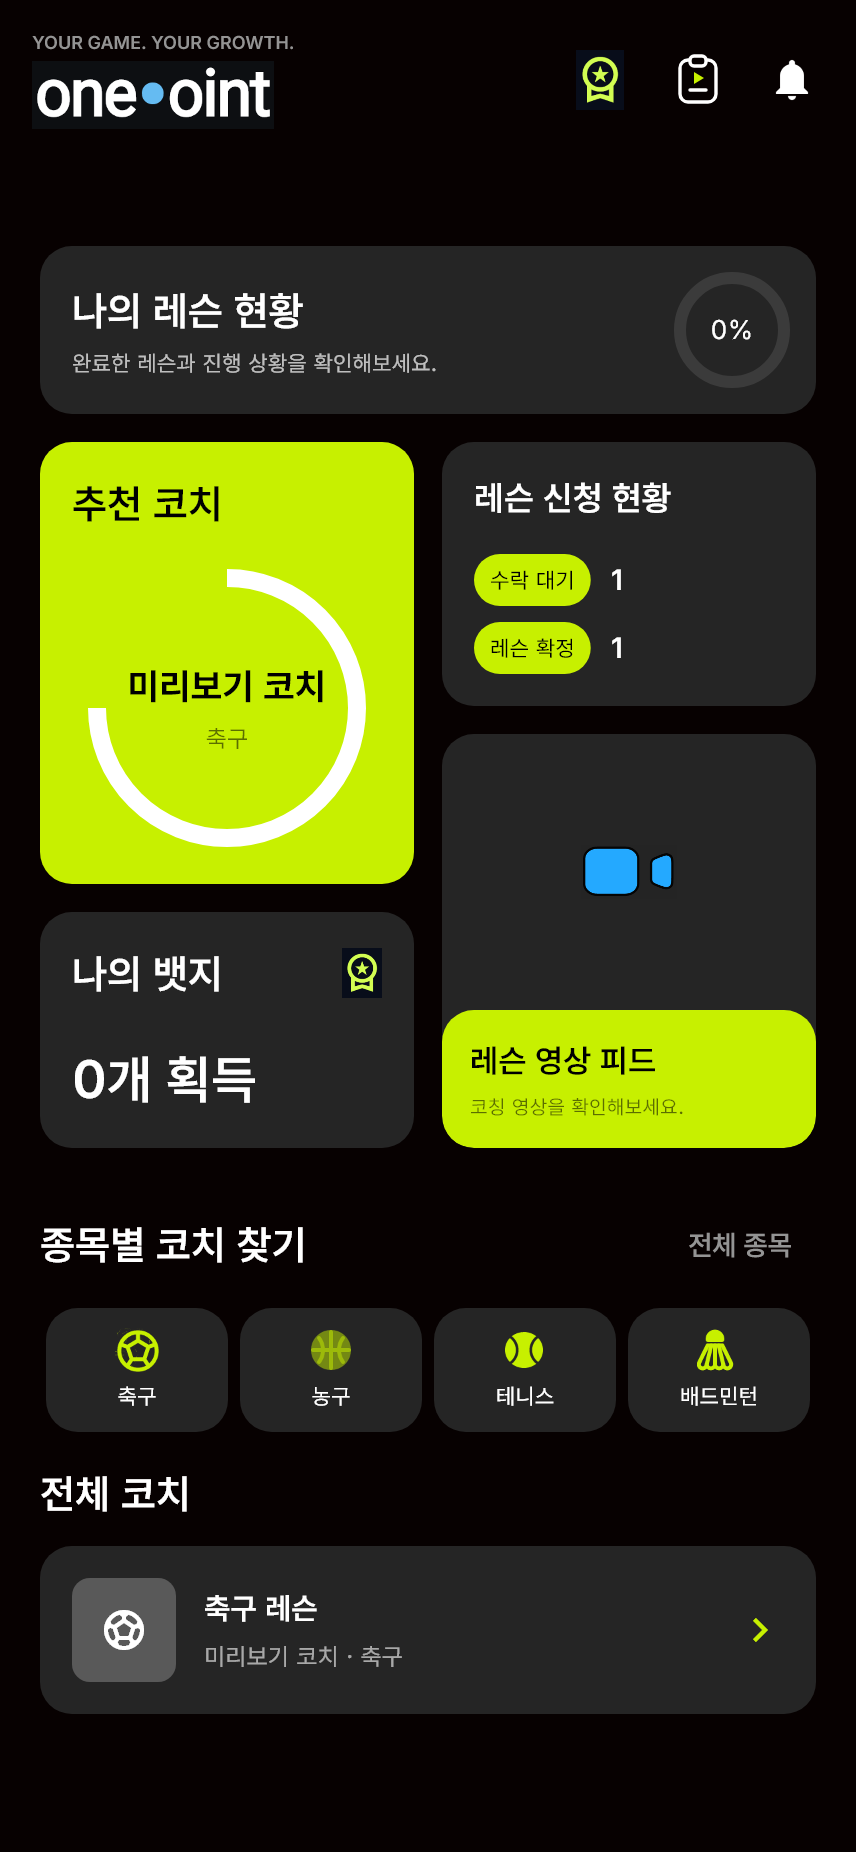 YOUR GAME. YOUR GROWTH.
one•oint
나의 레슨 현황
완료한 레슨과 진행 상황을 확인해보세요.
0%
추천 코치
미리보기 코치
축구
레슨 신청 현황
수락 대기 1
레슨 확정 1
나의 뱃지
0개 획득
레슨 영상 피드
코칭 영상을 확인해보세요.
종목별 코치 찾기
전체 종목
축구
농구
테니스
배드민턴
전체 코치
축구 레슨
미리보기 코치 · 축구